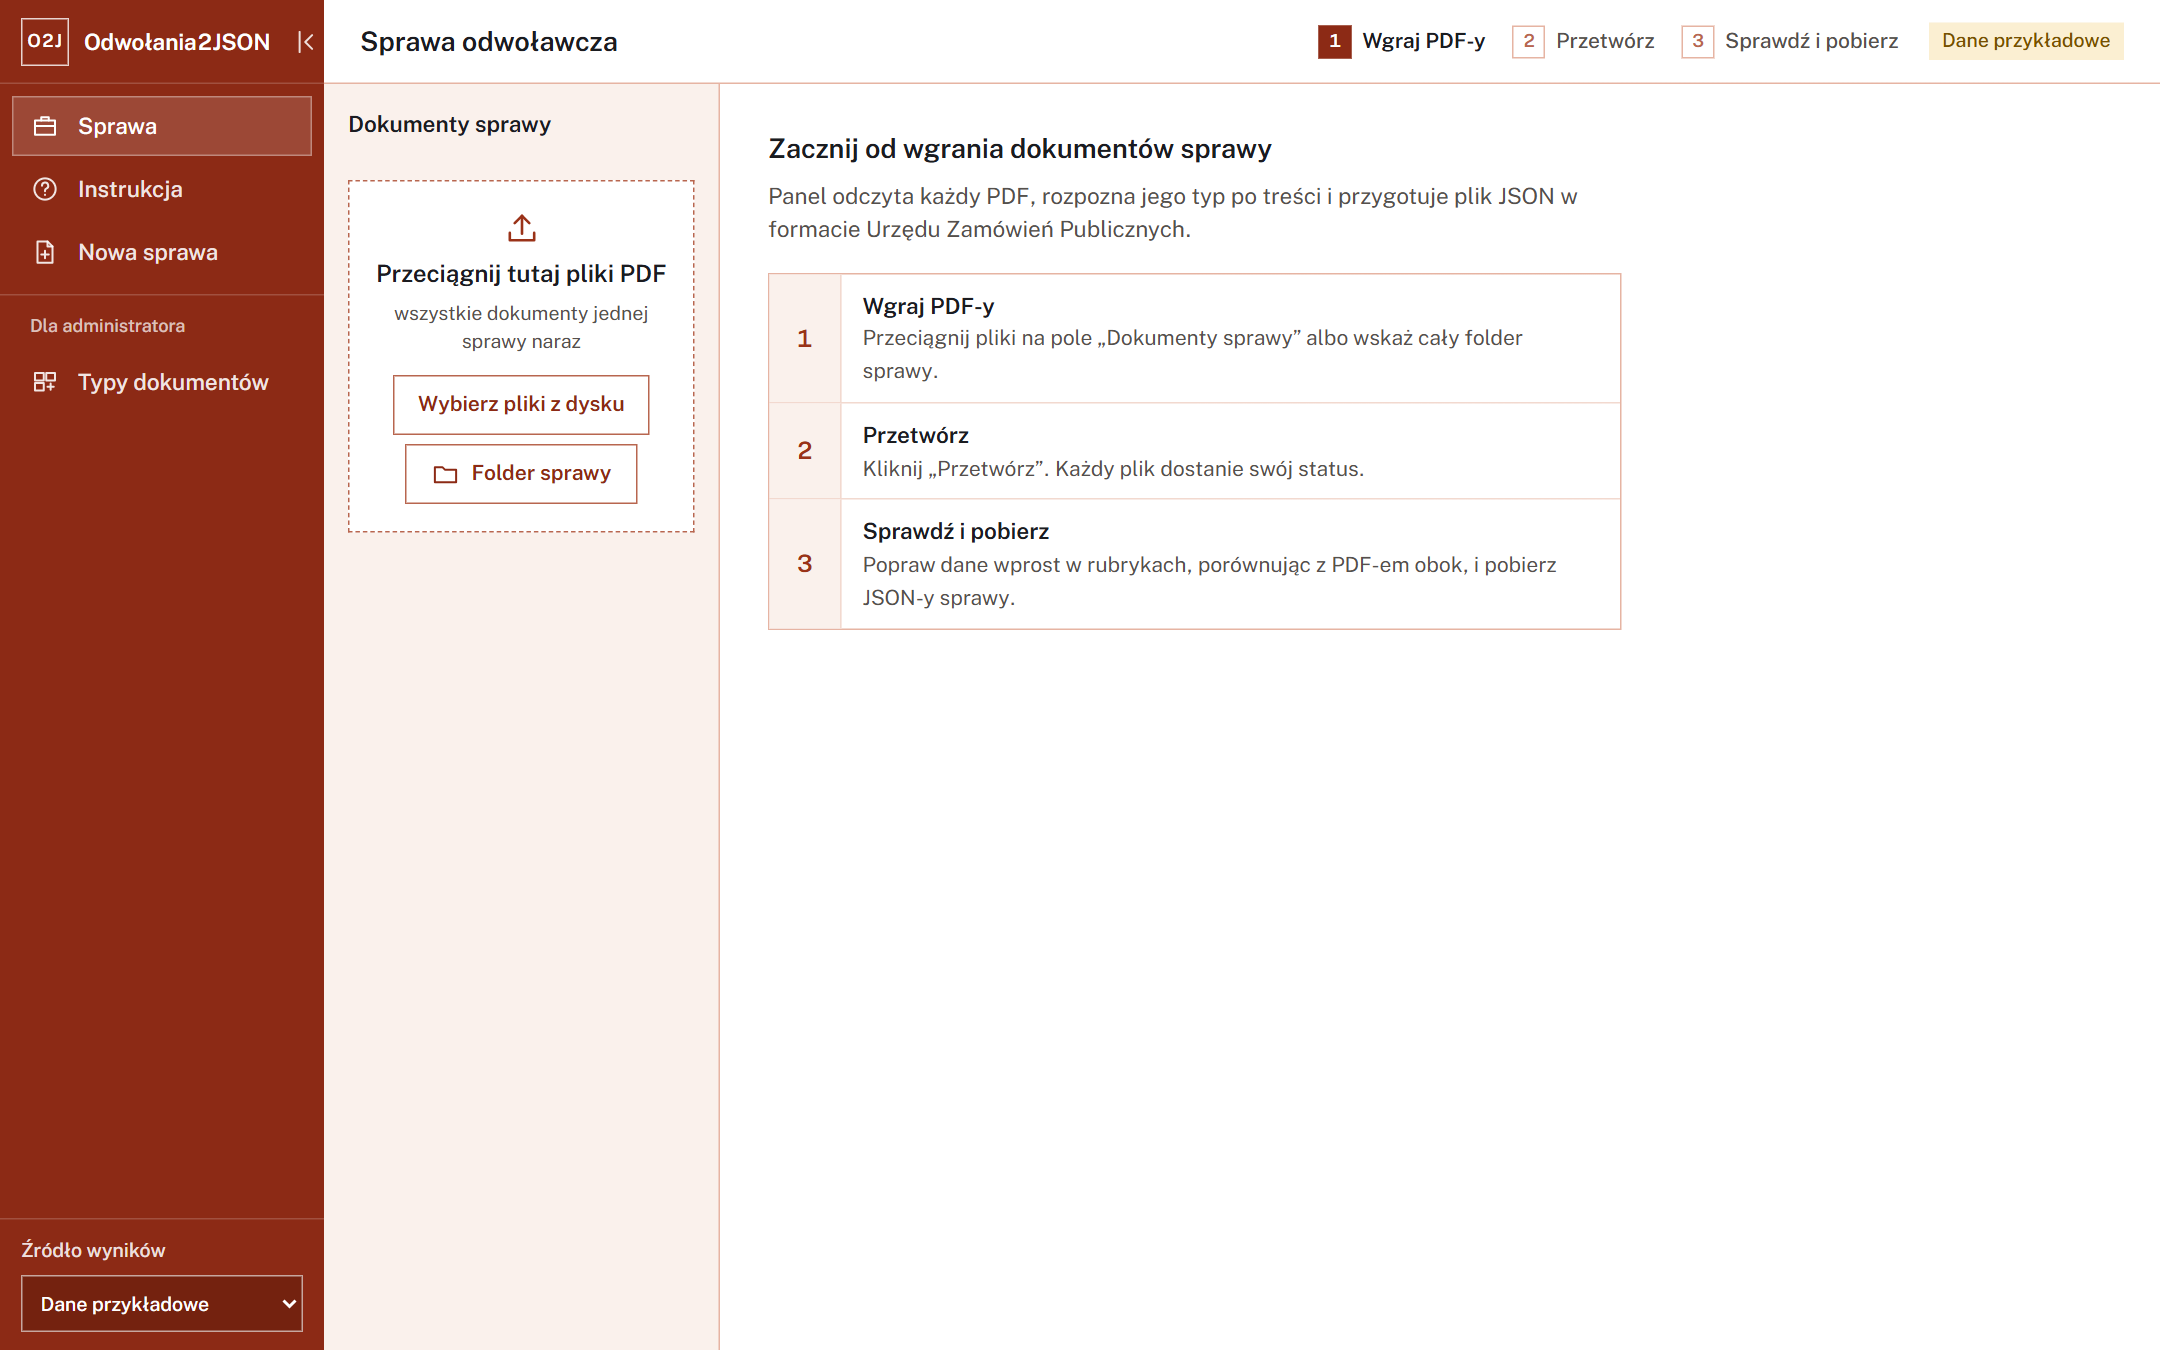 O2J
Odwołania2JSON
Sprawa
Instrukcja
Nowa sprawa
Dla administratora
Typy dokumentów
Źródło wyników
Dane przykładowe
Sprawa odwoławcza
1 Wgraj PDF-y
2 Przetwórz
3 Sprawdź i pobierz
Dane przykładowe
Dokumenty sprawy
Przeciągnij tutaj pliki PDF
wszystkie dokumenty jednej
sprawy naraz
Wybierz pliki z dysku
Folder sprawy
Zacznij od wgrania dokumentów sprawy
Panel odczyta każdy PDF, rozpozna jego typ po treści i przygotuje plik JSON w
formacie Urzędu Zamówień Publicznych.
1
Wgraj PDF-y
Przeciągnij pliki na pole „Dokumenty sprawy” albo wskaż cały folder
sprawy.
2
Przetwórz
Kliknij „Przetwórz”. Każdy plik dostanie swój status.
3
Sprawdź i pobierz
Popraw dane wprost w rubrykach, porównując z PDF-em obok, i pobierz
JSON-y sprawy.